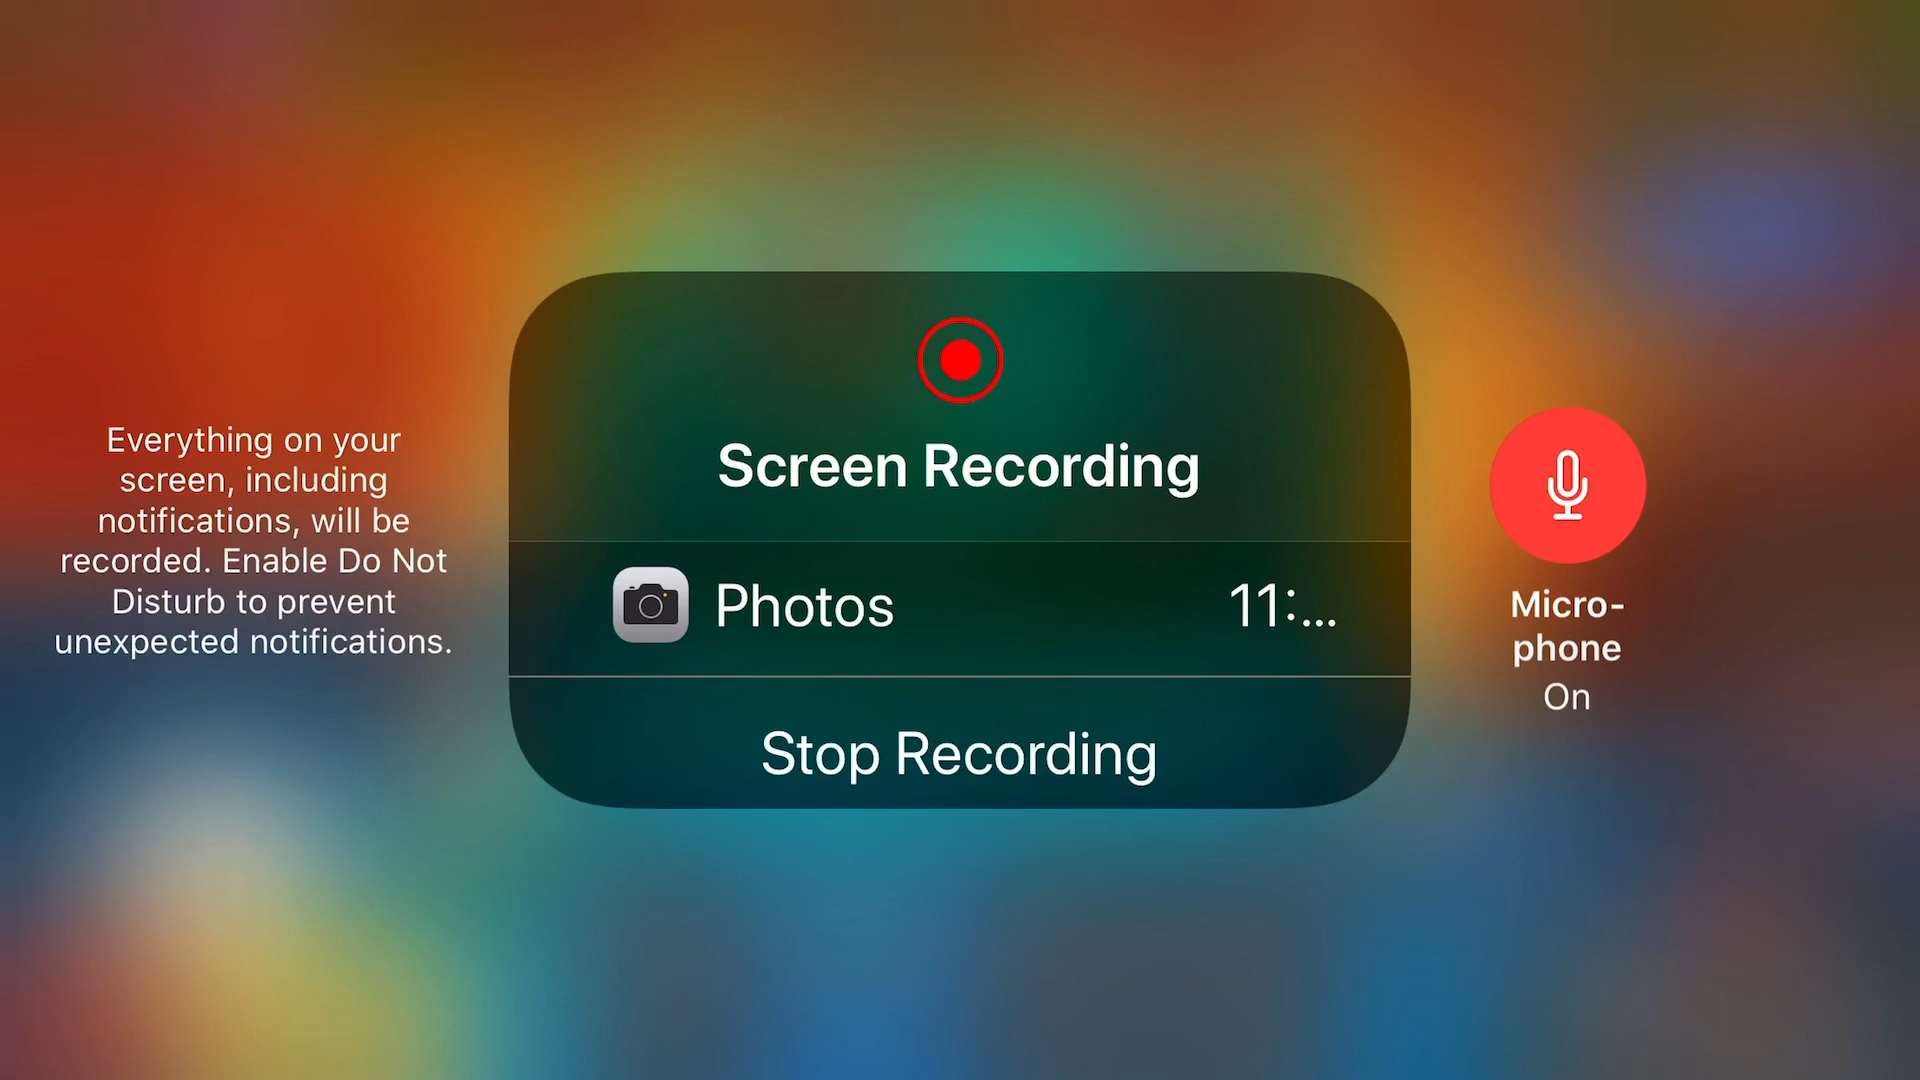 Everything on your
screen, including
notifications, will be
recorded. Enable Do Not
Disturb to prevent
unexpected notifications.
Screen Recording
Photos 11:...
Stop Recording
Micro-
phone
On